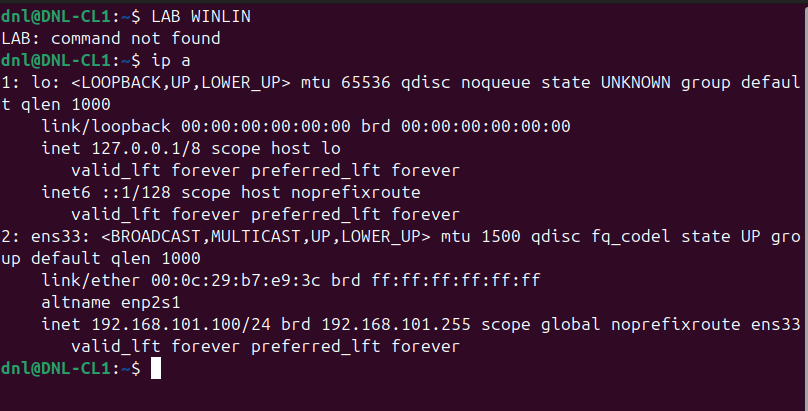 dnl@DNL-CL1:~$ LAB WINLIN
LAB: command not found
dnl@DNL-CL1:~$ ip a
1: lo: <LOOPBACK,UP,LOWER_UP> mtu 65536 qdisc noqueue state UNKNOWN group defaul
t qlen 1000
    link/loopback 00:00:00:00:00:00 brd 00:00:00:00:00:00
    inet 127.0.0.1/8 scope host lo
       valid_lft forever preferred_lft forever
    inet6 ::1/128 scope host noprefixroute
       valid_lft forever preferred_lft forever
2: ens33: <BROADCAST,MULTICAST,UP,LOWER_UP> mtu 1500 qdisc fq_codel state UP gro
up default qlen 1000
    link/ether 00:0c:29:b7:e9:3c brd ff:ff:ff:ff:ff:ff
    altname enp2s1
    inet 192.168.101.100/24 brd 192.168.101.255 scope global noprefixroute ens33
       valid_lft forever preferred_lft forever
dnl@DNL-CL1:~$